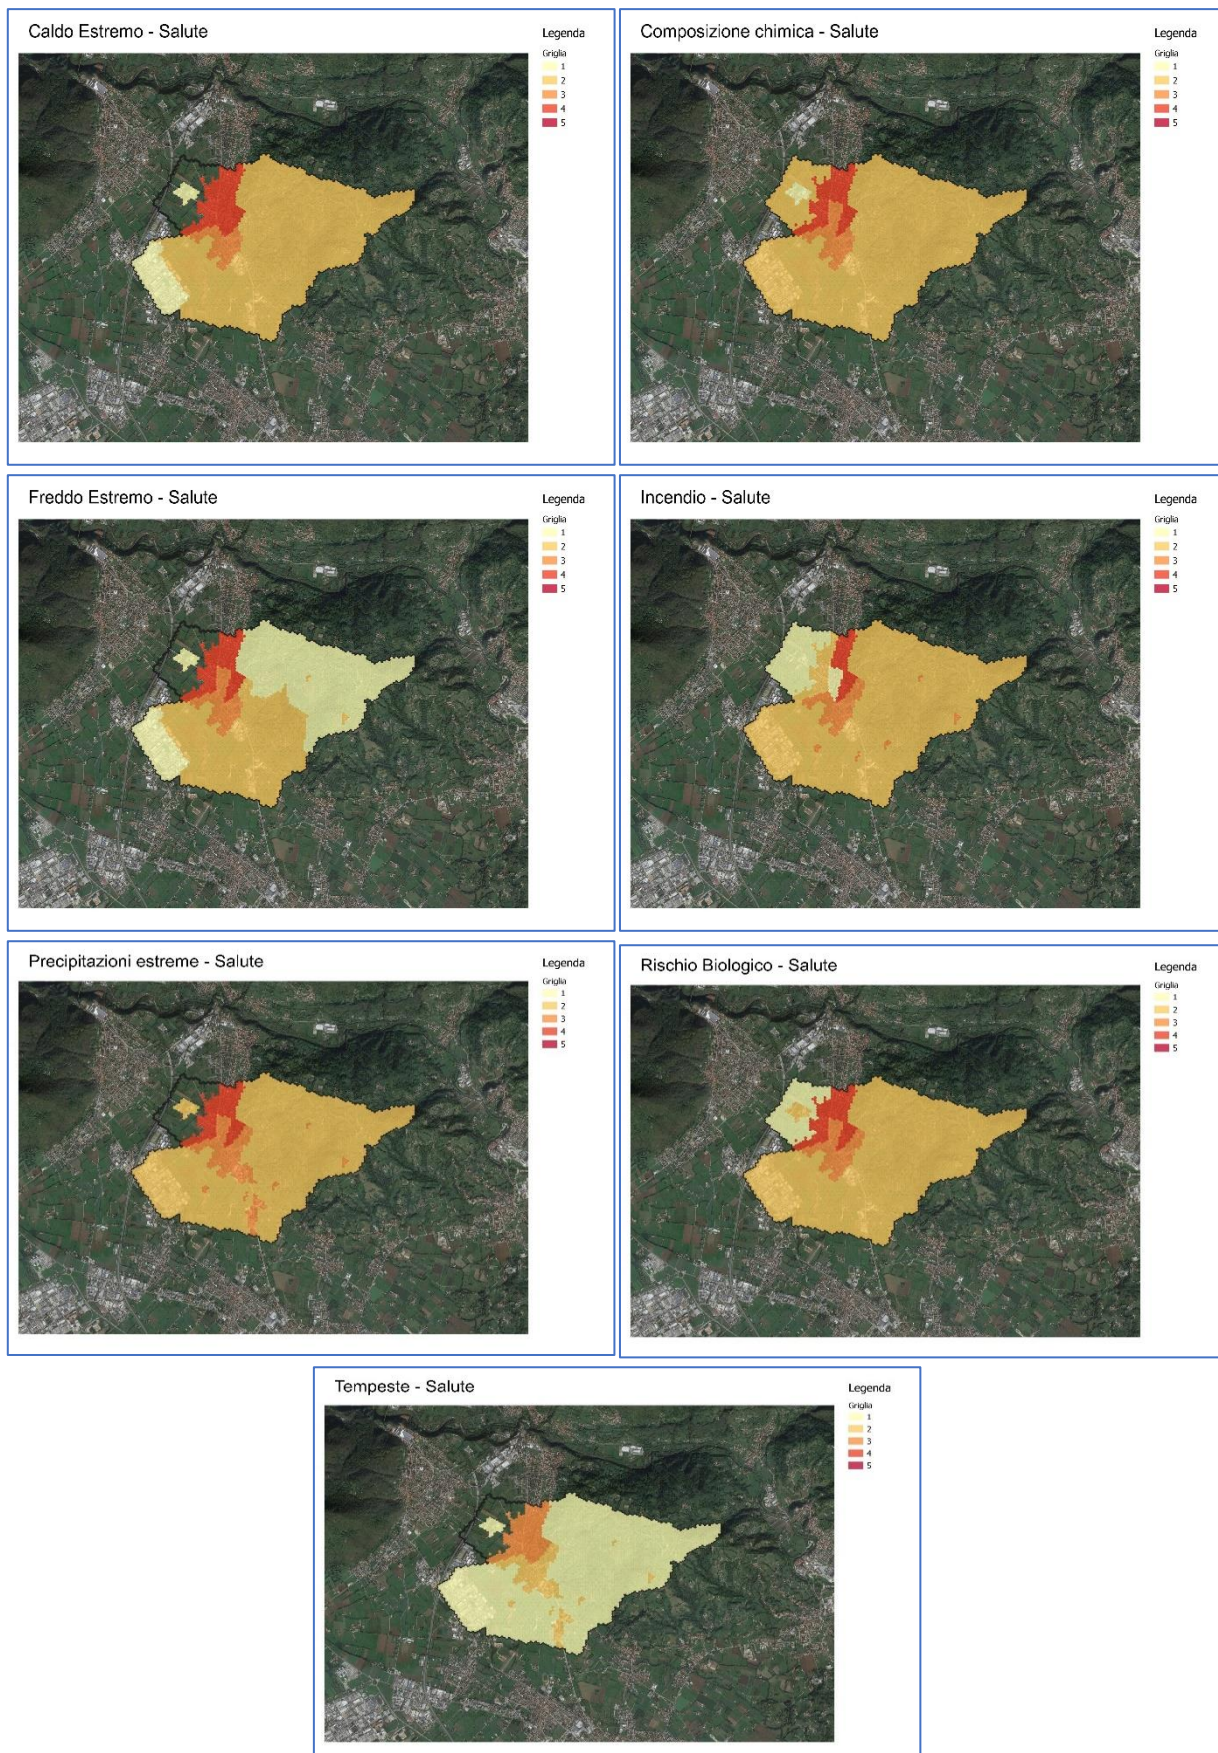 Caldo Estremo - Salute
Legenda
Griglia
1
2
3
4
5
Composizione chimica - Salute
Legenda
Griglia
1
2
3
4
5
Freddo Estremo - Salute
Legenda
Griglia
1
2
3
4
5
Incendio - Salute
Legenda
Griglia
1
2
3
4
5
Precipitazioni estreme - Salute
Legenda
Griglia
1
2
3
4
5
Rischio Biologico - Salute
Legenda
Griglia
1
2
3
4
5
Tempeste - Salute
Legenda
Griglia
1
2
3
4
5